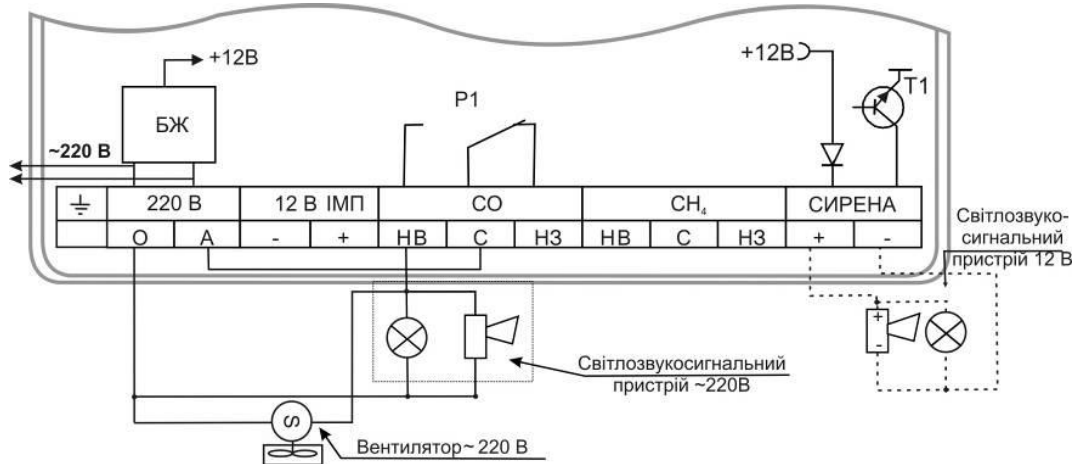 +12В
БЖ
~220 В
P1
+12В
T1
220 В
12 В ІМП
СО
CH₄
СИРЕНА
О
А
-
+
НВ
С
НЗ
НВ
С
НЗ
+
-
Світлозвуко-
сигнальний
пристрій 12 В
+
-
Світлозвукосигнальний
пристрій ~220В
S
Вентилятор~ 220 В